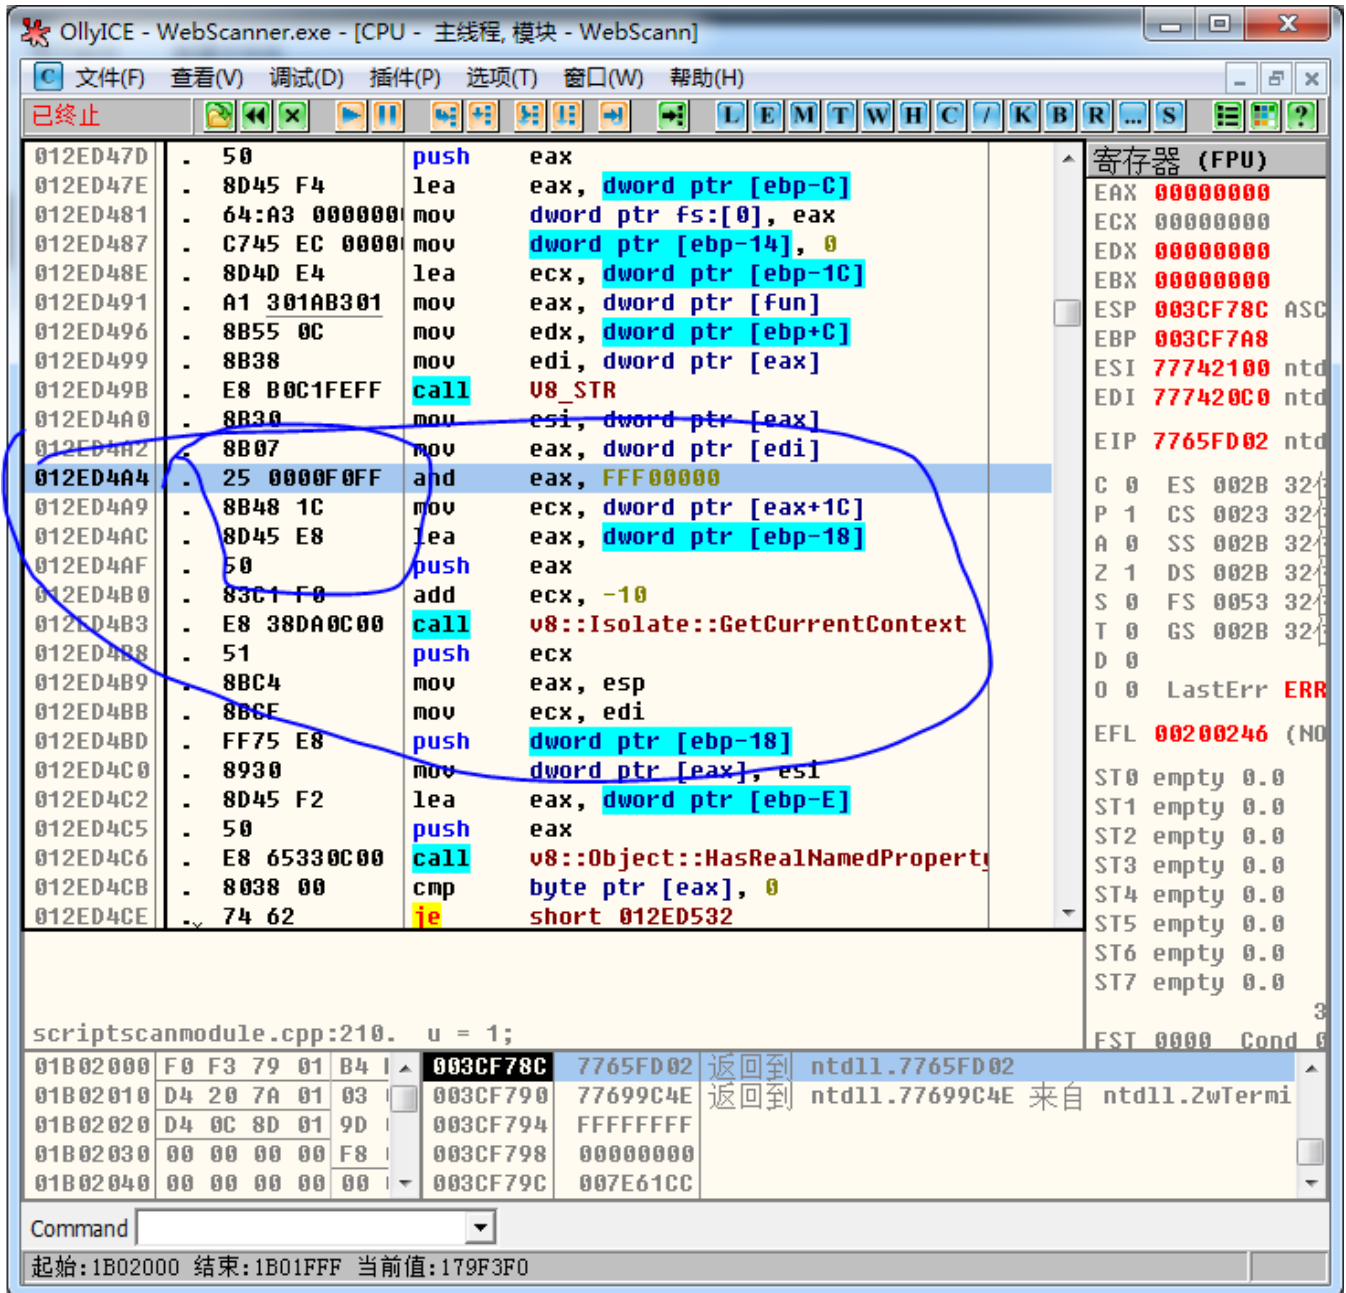 OllyICE - WebScanner.exe - [CPU - 主线程, 模块 - WebScann]
C 文件(F) 查看(V) 调试(D) 插件(P) 选项(T) 窗口(W) 帮助(H)
已终止 L E M T W H C / K B R ... S ?
012ED47D . 50 push eax
012ED47E . 8D45 F4 lea eax, dword ptr [ebp-C]
012ED481 . 64:A3 000000 mov dword ptr fs:[0], eax
012ED487 . C745 EC 0000 mov dword ptr [ebp-14], 0
012ED48E . 8D4D E4 lea ecx, dword ptr [ebp-1C]
012ED491 . A1 301AB301 mov eax, dword ptr [fun]
012ED496 . 8B55 0C mov edx, dword ptr [ebp+C]
012ED499 . 8B38 mov edi, dword ptr [eax]
012ED49B . E8 B0C1FEFF call V8_STR
012ED4A0 . 8B30 mov esi, dword ptr [eax]
012ED4A2 . 8B07 mov eax, dword ptr [edi]
012ED4A4 . 25 0000F0FF and eax, FFF00000
012ED4A9 . 8B48 1C mov ecx, dword ptr [eax+1C]
012ED4AC . 8D45 E8 lea eax, dword ptr [ebp-18]
012ED4AF . 50 push eax
012ED4B0 . 83C1 F0 add ecx, -10
012ED4B3 . E8 38DA0C00 call v8::Isolate::GetCurrentContext
012ED4B8 . 51 push ecx
012ED4B9 . 8BC4 mov eax, esp
012ED4BB . 8BCF mov ecx, edi
012ED4BD . FF75 E8 push dword ptr [ebp-18]
012ED4C0 . 8930 mov dword ptr [eax], esi
012ED4C2 . 8D45 F2 lea eax, dword ptr [ebp-E]
012ED4C5 . 50 push eax
012ED4C6 . E8 65330C00 call v8::Object::HasRealNamedProperty
012ED4CB . 8038 00 cmp byte ptr [eax], 0
012ED4CE . 74 62 je short 012ED532
scriptscanmodule.cpp:210. u = 1;
寄存器 (FPU)
EAX 00000000
ECX 00000000
EDX 00000000
EBX 00000000
ESP 003CF78C ASC
EBP 003CF7A8
ESI 77742100 ntd
EDI 777420C0 ntd
EIP 7765FD02 ntd
C 0 ES 002B 32位
P 1 CS 0023 32
A 0 SS 002B 32
Z 1 DS 002B 32
S 0 FS 0053 32
T 0 GS 002B 32位
D 0
O 0 LastErr ERR
EFL 00200246 (NO
ST0 empty 0.0
ST1 empty 0.0
ST2 empty 0.0
ST3 empty 0.0
ST4 empty 0.0
ST5 empty 0.0
ST6 empty 0.0
ST7 empty 0.0
3
FST 0000 Cond 0
01B02000 F0 F3 79 01 B4
01B02010 D4 20 7A 01 03
01B02020 D4 0C 8D 01 9D
01B02030 00 00 00 00 F8
01B02040 00 00 00 00 00
003CF78C 7765FD02 返回到 ntdll.7765FD02
003CF790 77699C4E 返回到 ntdll.77699C4E 来自 ntdll.ZwTermi
003CF794 FFFFFFFF
003CF798 00000000
003CF79C 007E61CC
Command
起始:1B02000 结束:1B01FFF 当前值:179F3F0